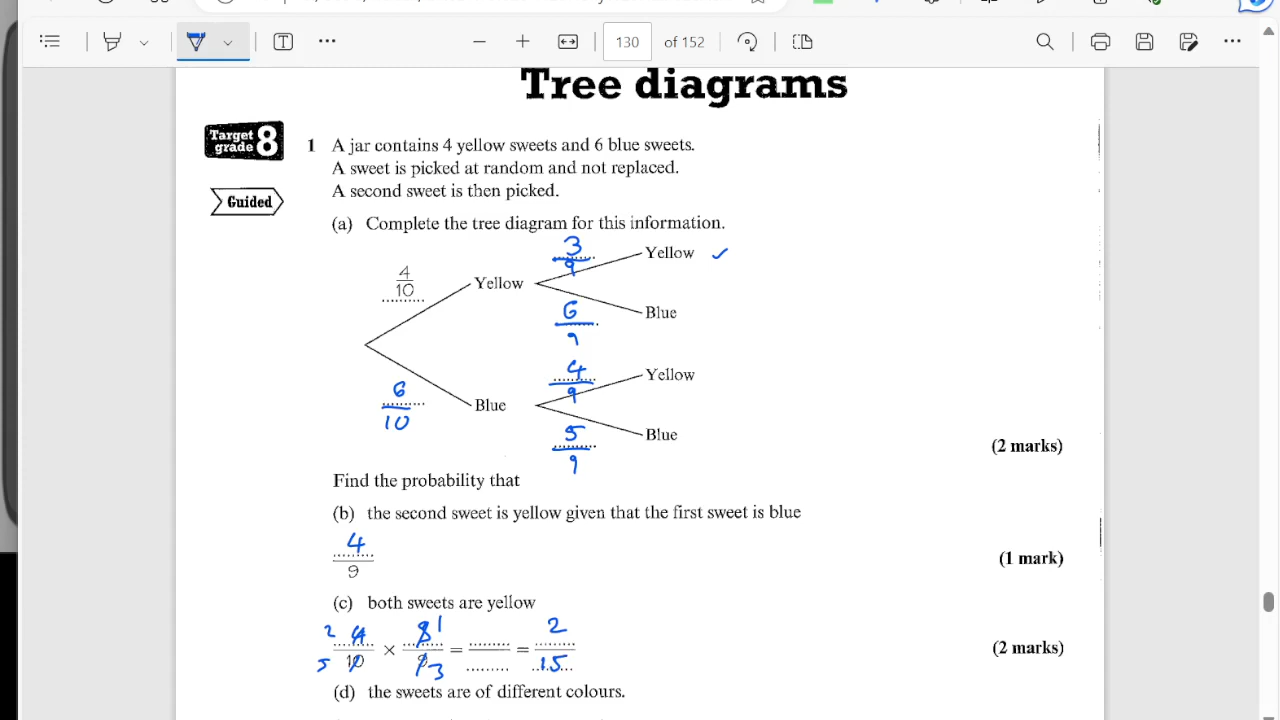 130 of 152
Tree diagrams
Target grade 8
1 A jar contains 4 yellow sweets and 6 blue sweets.
A sweet is picked at random and not replaced.
Guided
A second sweet is then picked.
(a) Complete the tree diagram for this information.
3/9 Yellow ✓
4/10 Yellow
6/9 Blue
4/9 Yellow
6/10 Blue
5/9 Blue
(2 marks)
Find the probability that
(b) the second sweet is yellow given that the first sweet is blue
4/9
(1 mark)
(c) both sweets are yellow
2 4 3 1 2
......... × ......... = ......... = .........
5 10 9 3 15
(2 marks)
(d) the sweets are of different colours.